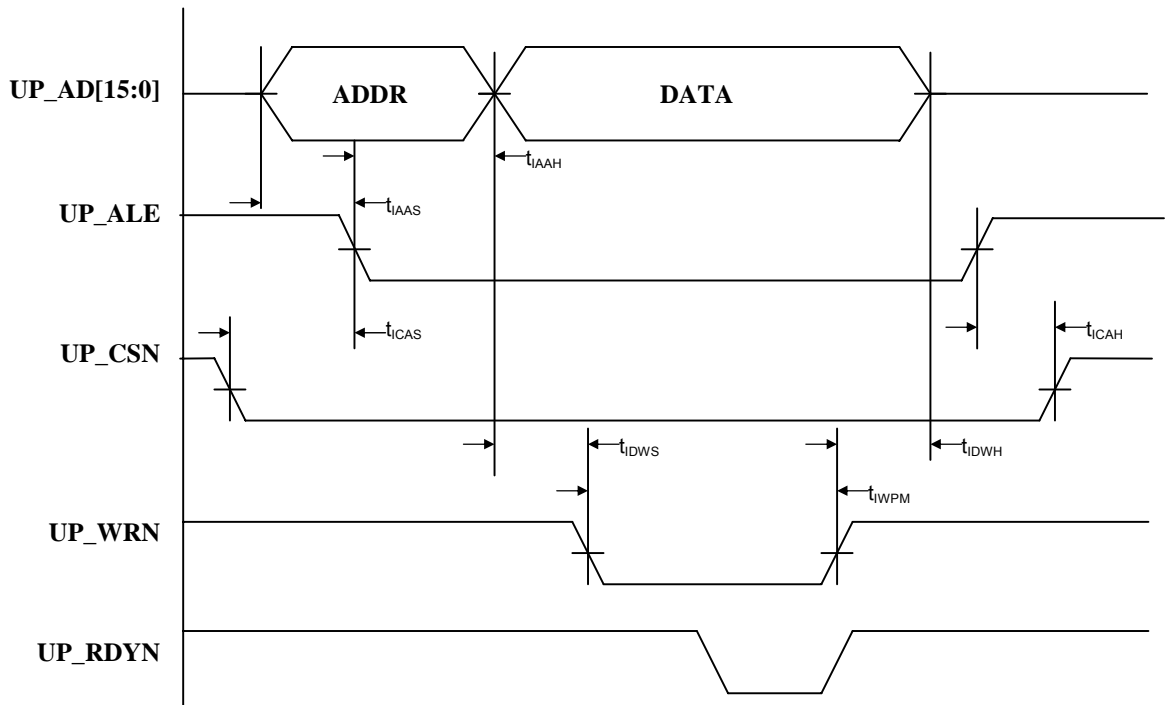 UP_AD[15:0]
ADDR
DATA
tIAAH
tIAAS
UP_ALE
tICAS
tICAH
UP_CSN
tIDWS
tIDWH
tIWPM
UP_WRN
UP_RDYN